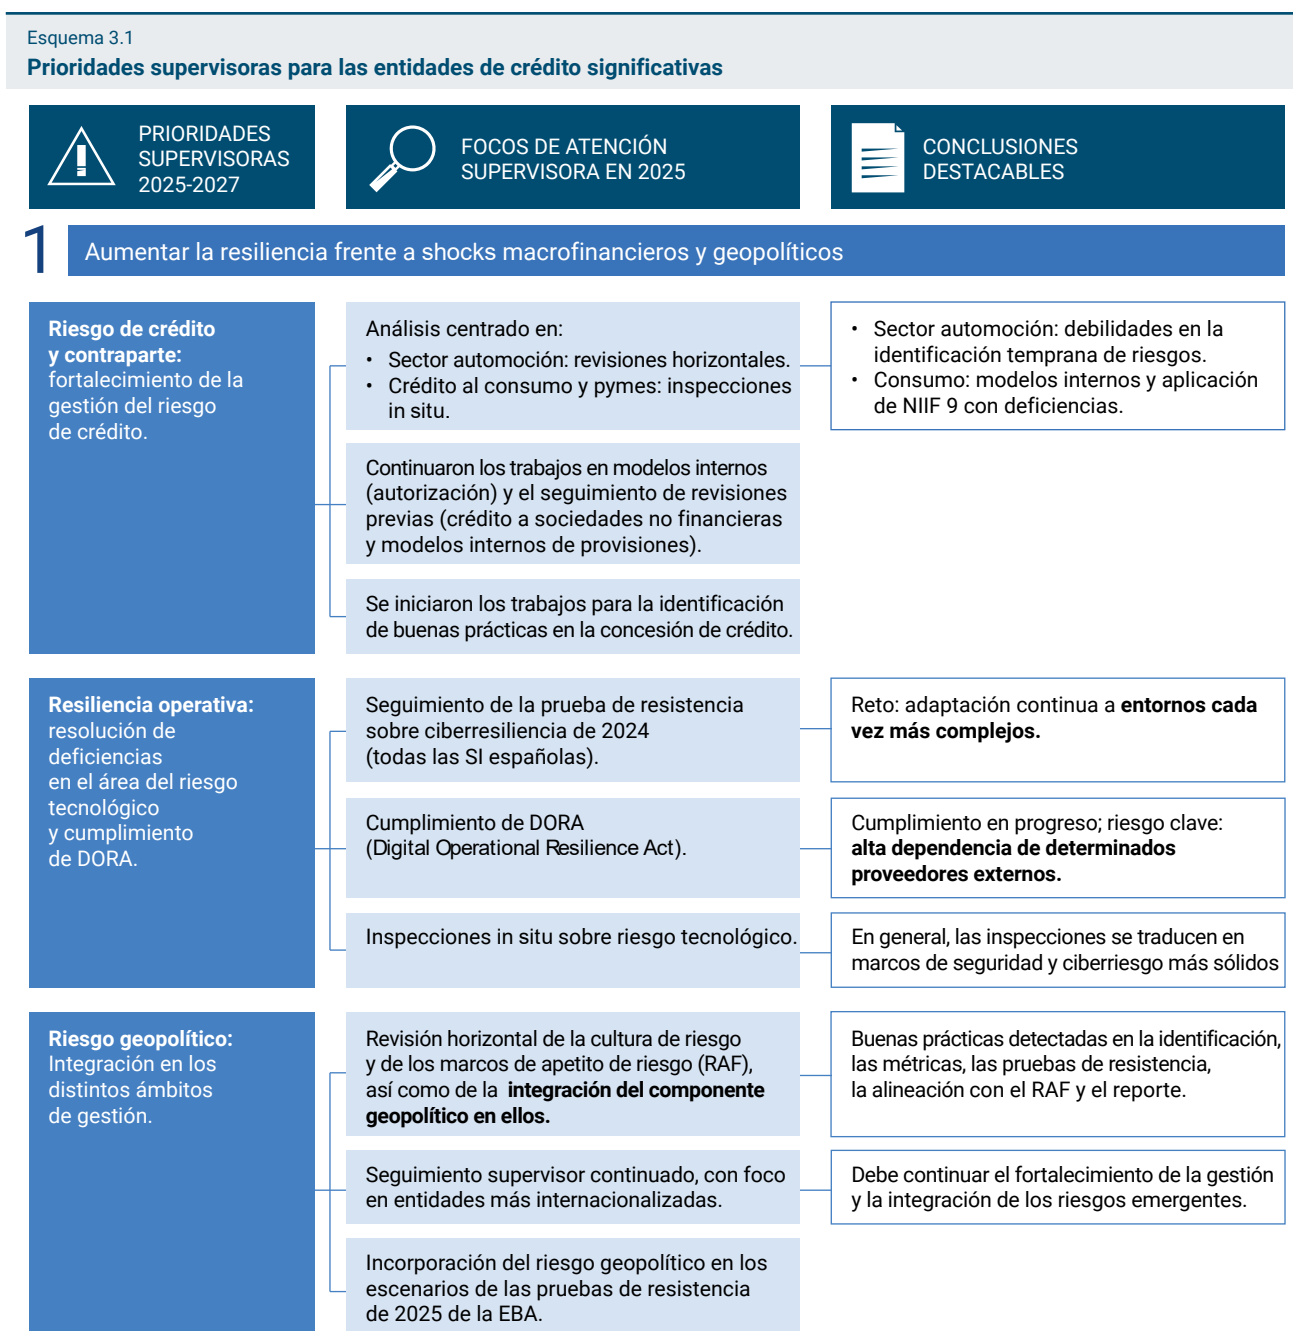 Esquema 3.1
Prioridades supervisoras para las entidades de crédito significativas
PRIORIDADES
SUPERVISORAS
2025-2027
FOCOS DE ATENCIÓN
SUPERVISORA EN 2025
CONCLUSIONES
DESTACABLES
1
Aumentar la resiliencia frente a shocks macrofinancieros y geopolíticos
Riesgo de crédito
y contraparte:
fortalecimiento de la
gestión del riesgo
de crédito.
Análisis centrado en:
• Sector automoción: revisiones horizontales.
• Crédito al consumo y pymes: inspecciones
in situ.
• Sector automoción: debilidades en la
identificación temprana de riesgos.
• Consumo: modelos internos y aplicación
de NIIF 9 con deficiencias.
Continuaron los trabajos en modelos internos
(autorización) y el seguimiento de revisiones
previas (crédito a sociedades no financieras
y modelos internos de provisiones).
Se iniciaron los trabajos para la identificación
de buenas prácticas en la concesión de crédito.
Resiliencia operativa:
resolución de
deficiencias
en el área del riesgo
tecnológico
y cumplimiento
de DORA.
Seguimiento de la prueba de resistencia
sobre ciberresiliencia de 2024
(todas las SI españolas).
Reto: adaptación continua a entornos cada
vez más complejos.
Cumplimiento de DORA
(Digital Operational Resilience Act).
Cumplimiento en progreso; riesgo clave:
alta dependencia de determinados
proveedores externos.
Inspecciones in situ sobre riesgo tecnológico.
En general, las inspecciones se traducen en
marcos de seguridad y ciberriesgo más sólidos
Riesgo geopolítico:
Integración en los
distintos ámbitos
de gestión.
Revisión horizontal de la cultura de riesgo
y de los marcos de apetito de riesgo (RAF),
así como de la integración del componente
geopolítico en ellos.
Buenas prácticas detectadas en la identificación,
las métricas, las pruebas de resistencia,
la alineación con el RAF y el reporte.
Seguimiento supervisor continuado, con foco
en entidades más internacionalizadas.
Debe continuar el fortalecimiento de la gestión
y la integración de los riesgos emergentes.
Incorporación del riesgo geopolítico en los
escenarios de las pruebas de resistencia
de 2025 de la EBA.